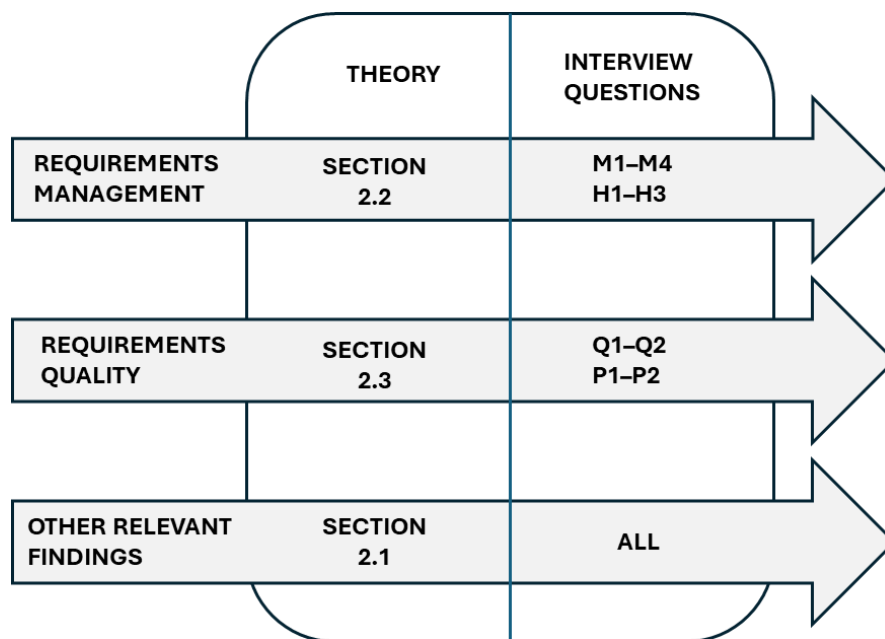 THEORY
INTERVIEW
QUESTIONS
REQUIREMENTS
MANAGEMENT
SECTION
2.2
M1–M4
H1–H3
REQUIREMENTS
QUALITY
SECTION
2.3
Q1–Q2
P1–P2
OTHER RELEVANT
FINDINGS
SECTION
2.1
ALL